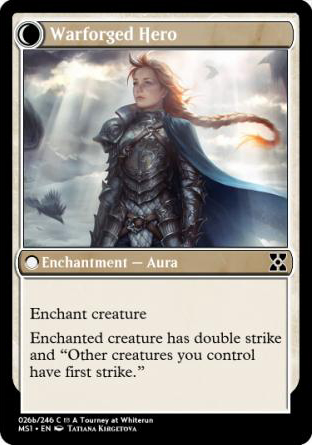 Warforged Hero
Enchantment — Aura
Enchant creature
Enchanted creature has double strike
and “Other creatures you control
have first strike.”
026b/246 C A Tourney at Whiterun
MS1 • EN Tatiana Kirgetova